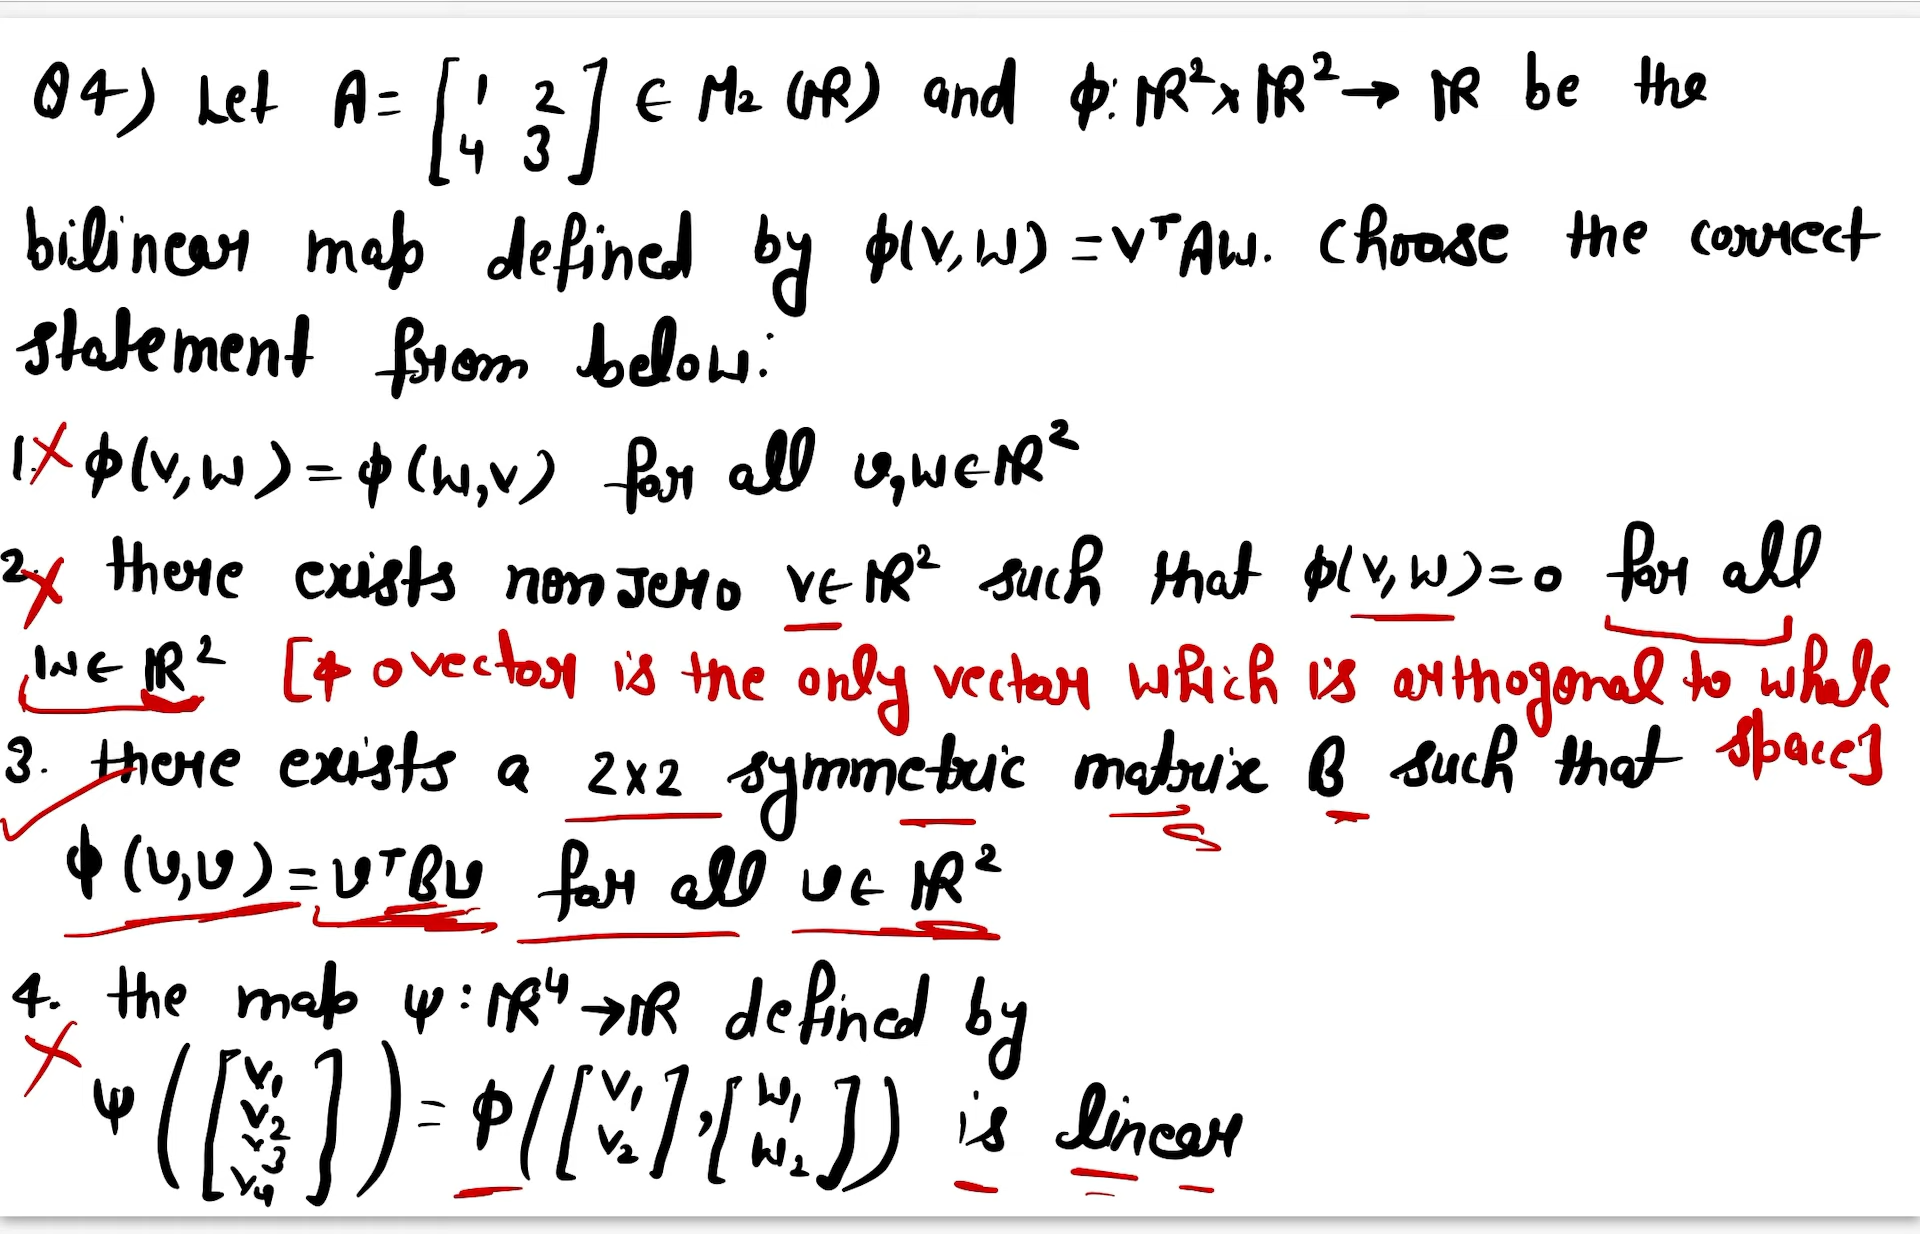 Q4) Let A = [1 2 4 3] ∈ M2 (R) and ϕ: R² x R² → R be the
bilinear map defined by ϕ(v, w) = vᵀAw. Choose the correct
statement from below:
1. X ϕ(v, w) = ϕ(w,v) for all v,w ∈ R²
2. X there exists non zero v ∈ R² such that ϕ(v, w) = 0 for all
w ∈ R² [ 0 vector is the only vector which is orthogonal to whole
space]
3. there exists a 2x2 symmetric matrix B such that
ϕ(v,v) = vᵀBv for all v ∈ R²
4. the map ψ: R⁴ → R defined by
X ψ([v1 v2 v3 v4]) = ϕ([v1 v2], [w1 w2]) is linear